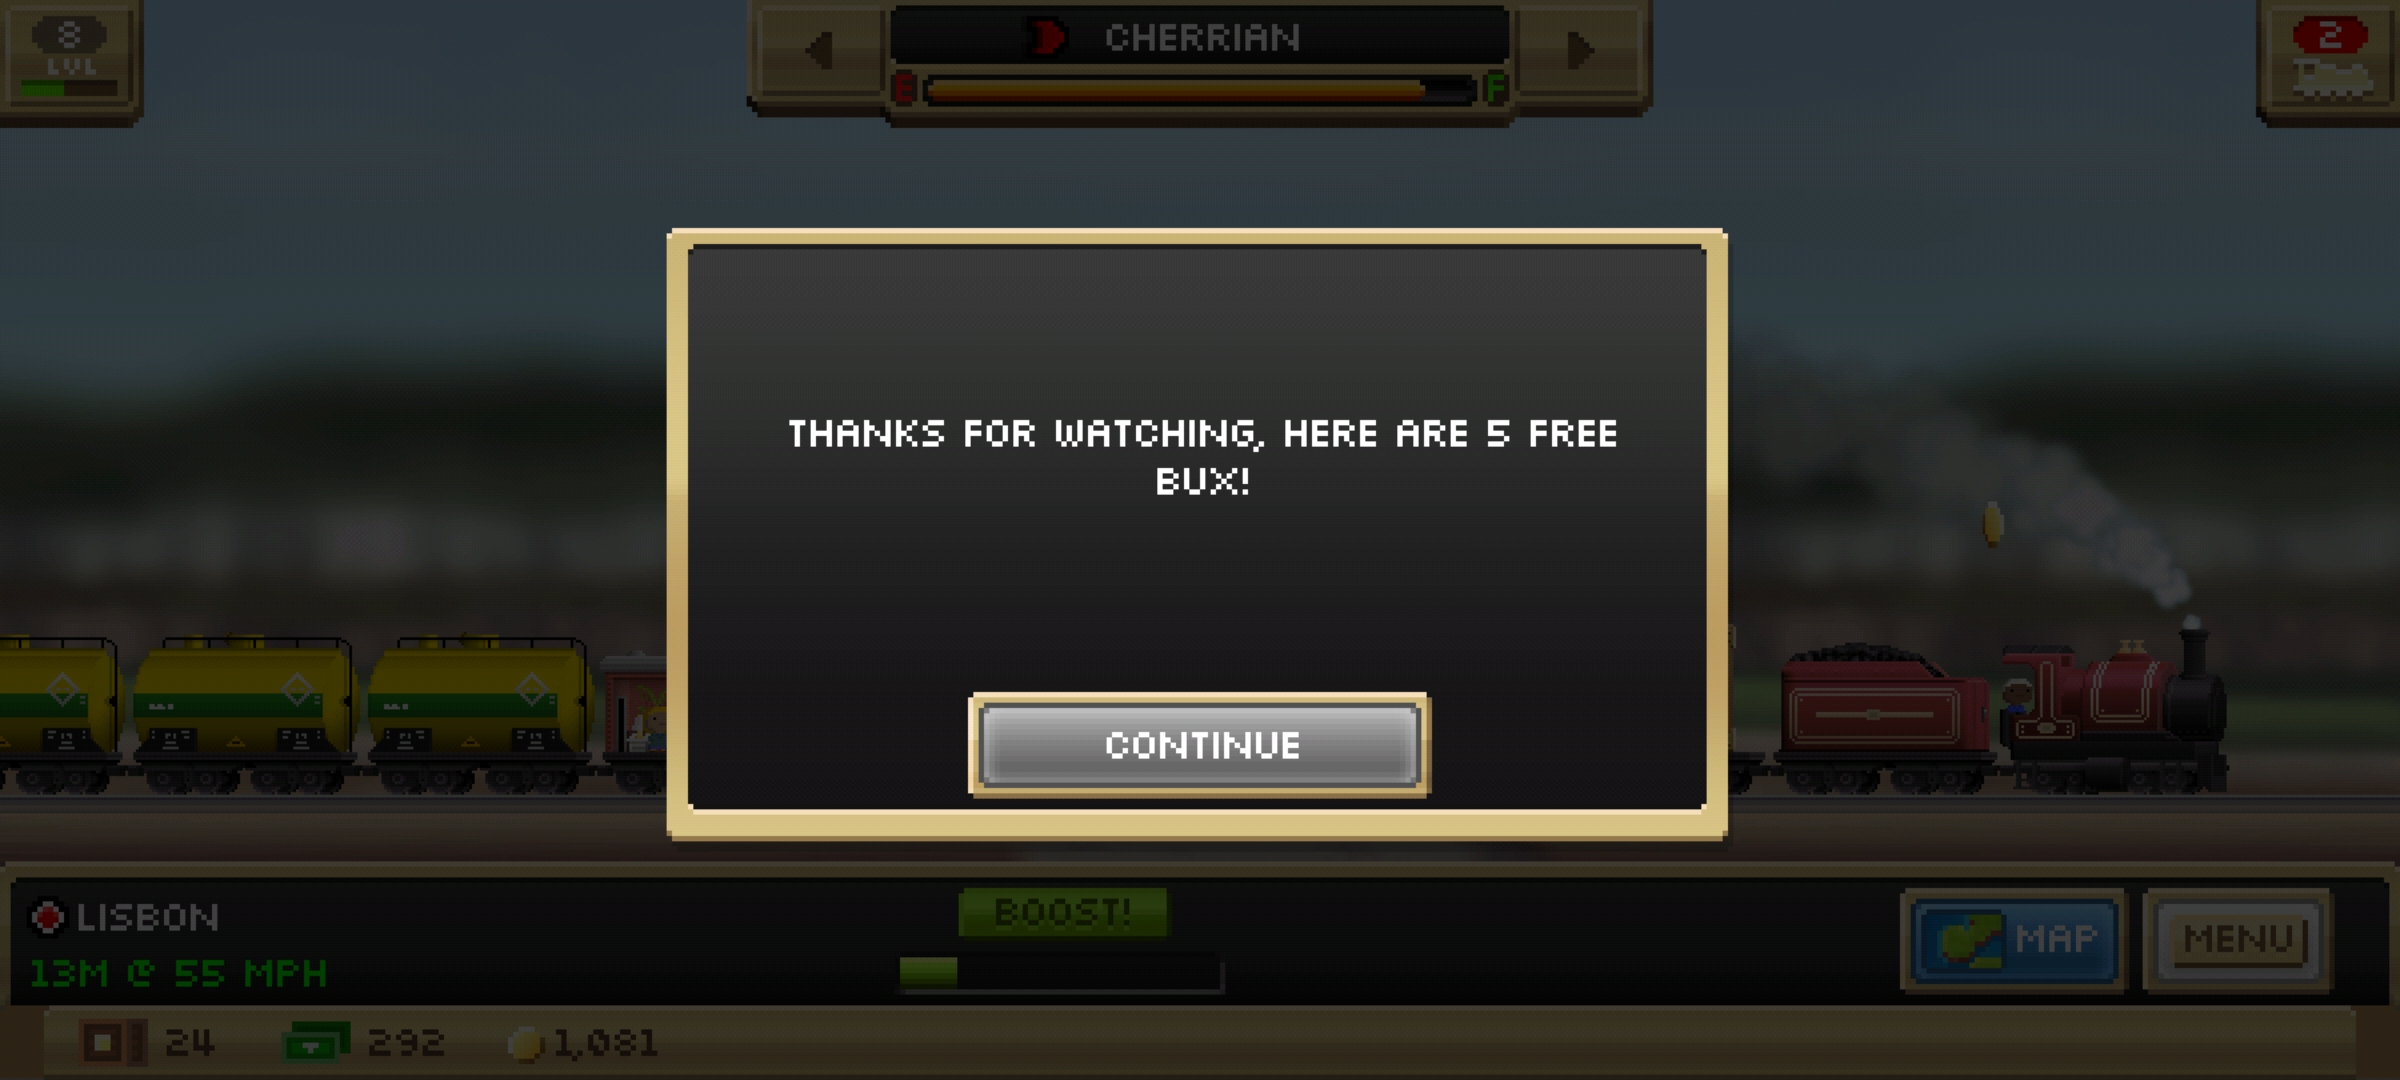 8
LVL
CHERRIAN
E F
2
THANKS FOR WATCHING, HERE ARE 5 FREE
BUX!
CONTINUE
LISBON
13M @ 55 MPH
BOOST!
MAP
MENU
24 292 1,081